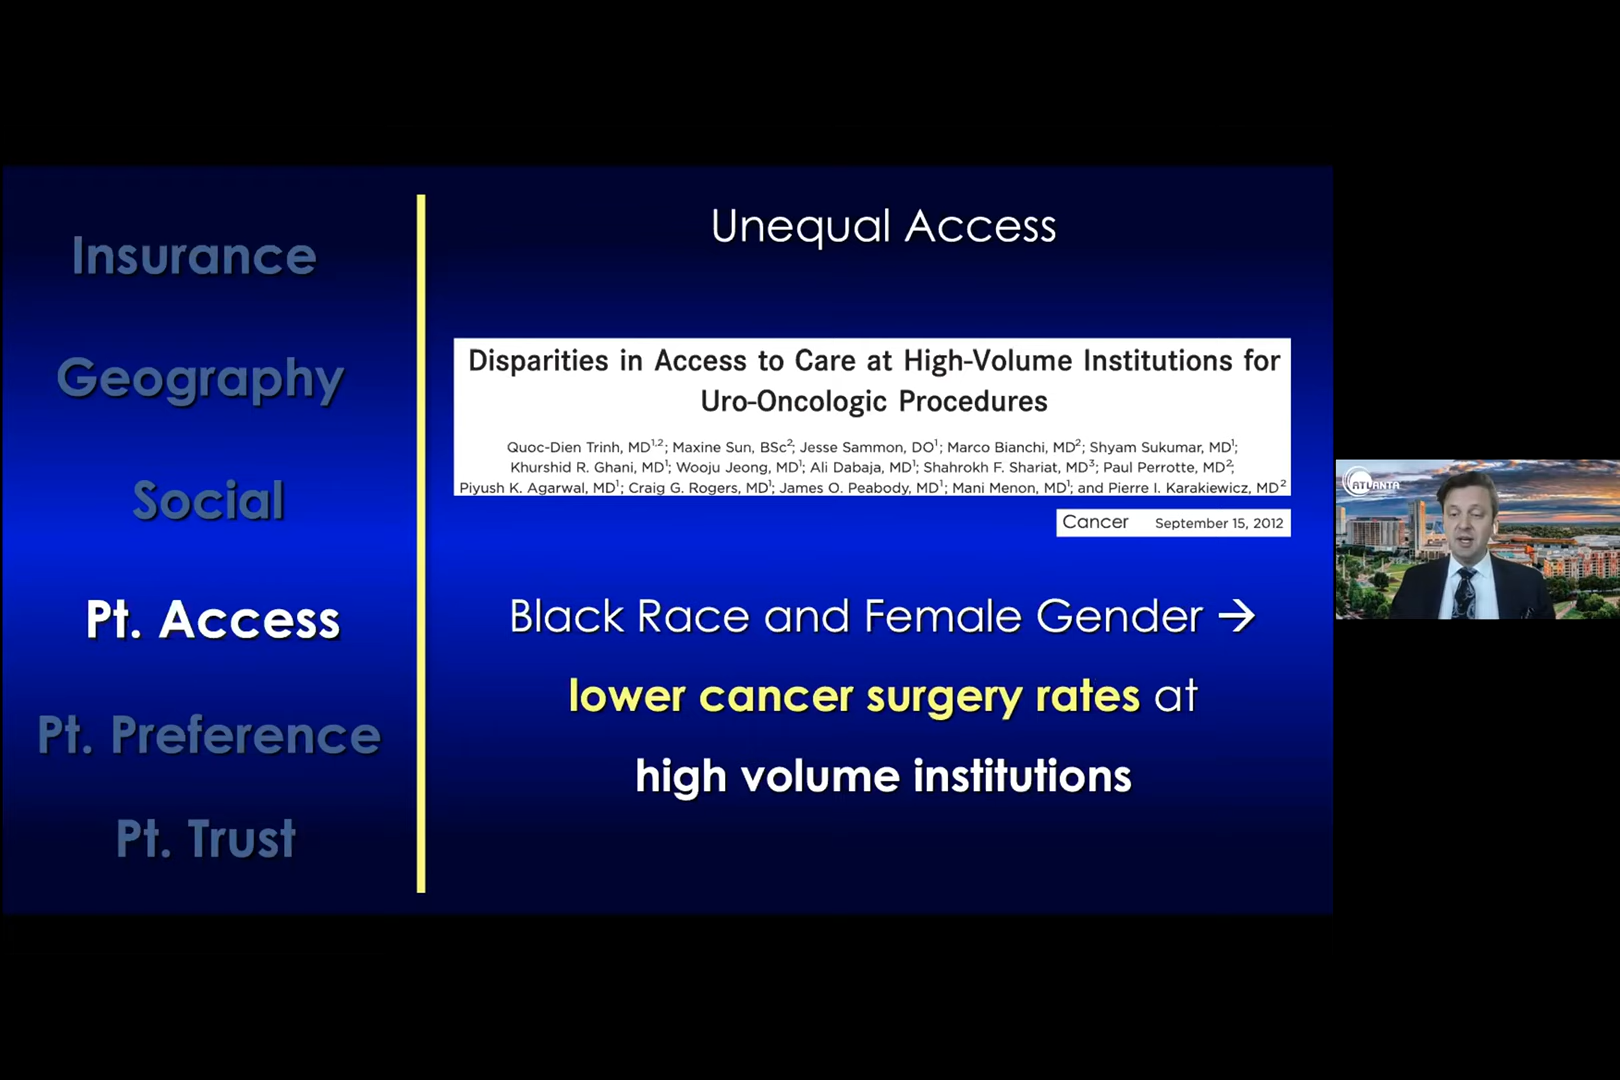 Insurance
Geography
Social
Pt. Access
Pt. Preference
Pt. Trust
Unequal Access
Disparities in Access to Care at High-Volume Institutions for
Uro-Oncologic Procedures
Quoc-Dien Trinh, MD1,2; Maxine Sun, BSc2; Jesse Sammon, DO1; Marco Bianchi, MD2; Shyam Sukumar, MD1;
Khurshid R. Ghani, MD1; Wooju Jeong, MD1; Ali Dabaja, MD1; Shahrokh F. Shariat, MD3; Paul Perrotte, MD2;
Piyush K. Agarwal, MD1; Craig G. Rogers, MD1; James O. Peabody, MD1; Mani Menon, MD1; and Pierre I. Karakiewicz, MD2
Cancer September 15, 2012
Black Race and Female Gender →
lower cancer surgery rates at
high volume institutions
ATLANTA